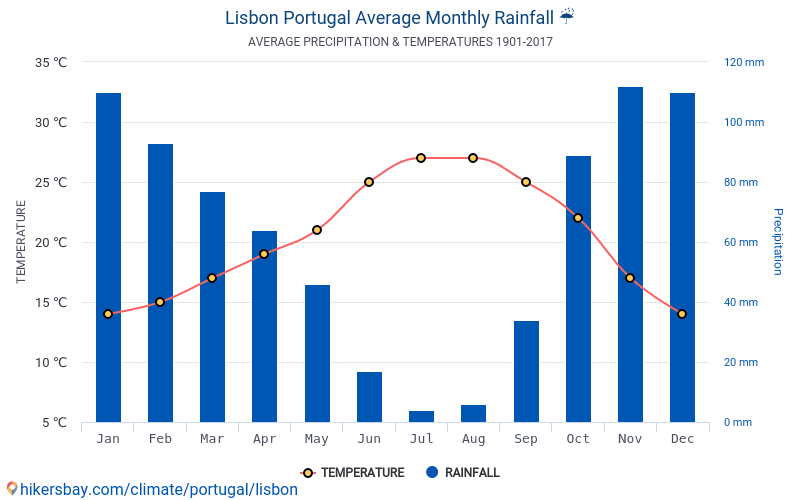 Lisbon Portugal Average Monthly Rainfall ☔
AVERAGE PRECIPITATION & TEMPERATURES 1901-2017
35 ℃
30 ℃
25 ℃
20 ℃
15 ℃
10 ℃
5 ℃
TEMPERATURE
120 mm
100 mm
80 mm
60 mm
40 mm
20 mm
0 mm
Precipitation
Jan Feb Mar Apr May Jun Jul Aug Sep Oct Nov Dec
TEMPERATURE RAINFALL
hikersbay.com/climate/portugal/lisbon